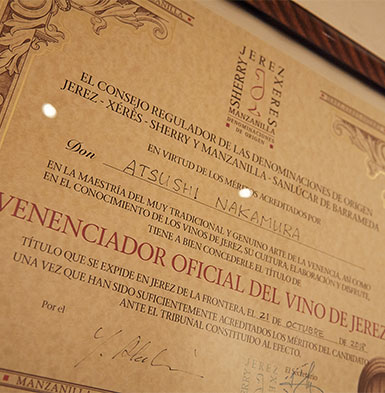 MANZANILLA
JEREZ
XÉRÈS
SHERRY
MANZANILLA
DENOMINACIONES
DE ORIGEN
EL CONSEJO REGULADOR DE LAS DENOMINACIONES DE ORIGEN
JEREZ - XÉRÈS - SHERRY Y MANZANILLA - SANLÚCAR DE BARRAMEDA
EN VIRTUD DE LOS MÉRITOS ACREDITADOS POR
Don ATSUSHI NAKAMURA
EN LA MAESTRÍA DEL MUY TRADICIONAL Y GENUINO ARTE DE LA VENENCIA, ASÍ COMO
EN EL CONOCIMIENTO DE LOS VINOS DE JEREZ, SU CULTURA, ELABORACIÓN Y DISFRUTE,
TIENE A BIEN CONCEDERLE EL TÍTULO DE
VENENCIADOR OFICIAL DEL VINO DE JEREZ
TÍTULO QUE SE EXPIDE EN JEREZ DE LA FRONTERA, EL 21 DE OCTUBRE DE 2018
UNA VEZ QUE HAN SIDO SUFICIENTEMENTE ACREDITADOS LOS MÉRITOS DEL CANDIDATO
ANTE EL TRIBUNAL CONSTITUIDO AL EFECTO.
Por el
JEREZ
XÉRÈS
SHERRY
MANZANILLA